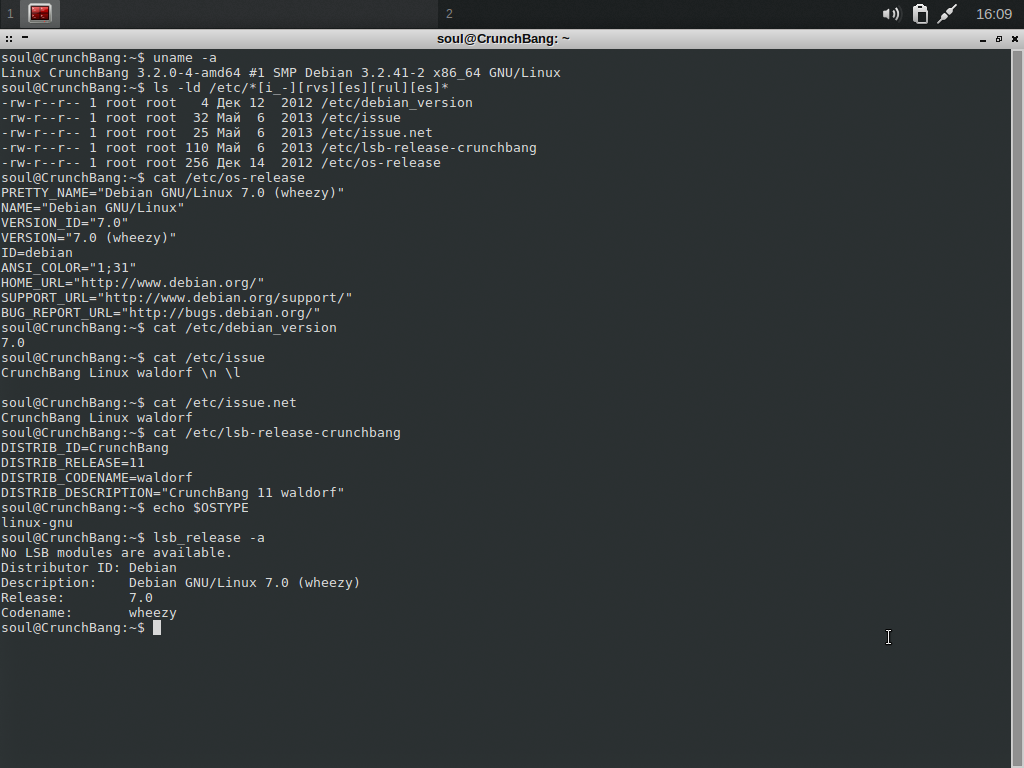 1 2 16:09
soul@CrunchBang: ~
soul@CrunchBang:~$ uname -a
Linux CrunchBang 3.2.0-4-amd64 #1 SMP Debian 3.2.41-2 x86_64 GNU/Linux
soul@CrunchBang:~$ ls -ld /etc/*[i_-][rvs][es][rul][es]*
-rw-r--r-- 1 root root   4 Дек 12  2012 /etc/debian_version
-rw-r--r-- 1 root root  32 Май  6  2013 /etc/issue
-rw-r--r-- 1 root root  25 Май  6  2013 /etc/issue.net
-rw-r--r-- 1 root root 110 Май  6  2013 /etc/lsb-release-crunchbang
-rw-r--r-- 1 root root 256 Дек 14  2012 /etc/os-release
soul@CrunchBang:~$ cat /etc/os-release
PRETTY_NAME="Debian GNU/Linux 7.0 (wheezy)"
NAME="Debian GNU/Linux"
VERSION_ID="7.0"
VERSION="7.0 (wheezy)"
ID=debian
ANSI_COLOR="1;31"
HOME_URL="http://www.debian.org/"
SUPPORT_URL="http://www.debian.org/support/"
BUG_REPORT_URL="http://bugs.debian.org/"
soul@CrunchBang:~$ cat /etc/debian_version
7.0
soul@CrunchBang:~$ cat /etc/issue
CrunchBang Linux waldorf \n \l

soul@CrunchBang:~$ cat /etc/issue.net
CrunchBang Linux waldorf
soul@CrunchBang:~$ cat /etc/lsb-release-crunchbang
DISTRIB_ID=CrunchBang
DISTRIB_RELEASE=11
DISTRIB_CODENAME=waldorf
DISTRIB_DESCRIPTION="CrunchBang 11 waldorf"
soul@CrunchBang:~$ echo $OSTYPE
linux-gnu
soul@CrunchBang:~$ lsb_release -a
No LSB modules are available.
Distributor ID: Debian
Description:    Debian GNU/Linux 7.0 (wheezy)
Release:        7.0
Codename:       wheezy
soul@CrunchBang:~$